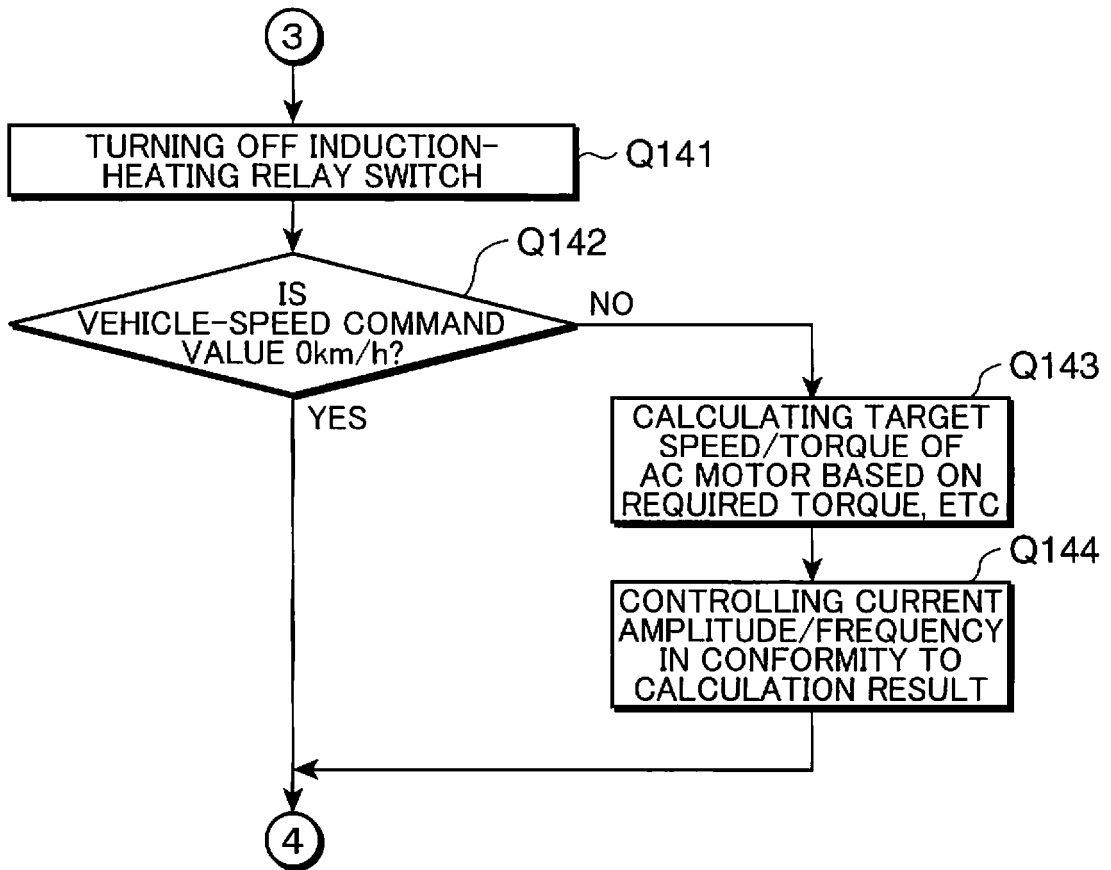 3
TURNING OFF INDUCTION-
HEATING RELAY SWITCH
Q141
Q142
IS
VEHICLE-SPEED COMMAND
VALUE 0km/h?
NO
YES
Q143
CALCULATING TARGET
SPEED/TORQUE OF
AC MOTOR BASED ON
REQUIRED TORQUE, ETC
Q144
CONTROLLING CURRENT
AMPLITUDE/FREQUENCY
IN CONFORMITY TO
CALCULATION RESULT
4